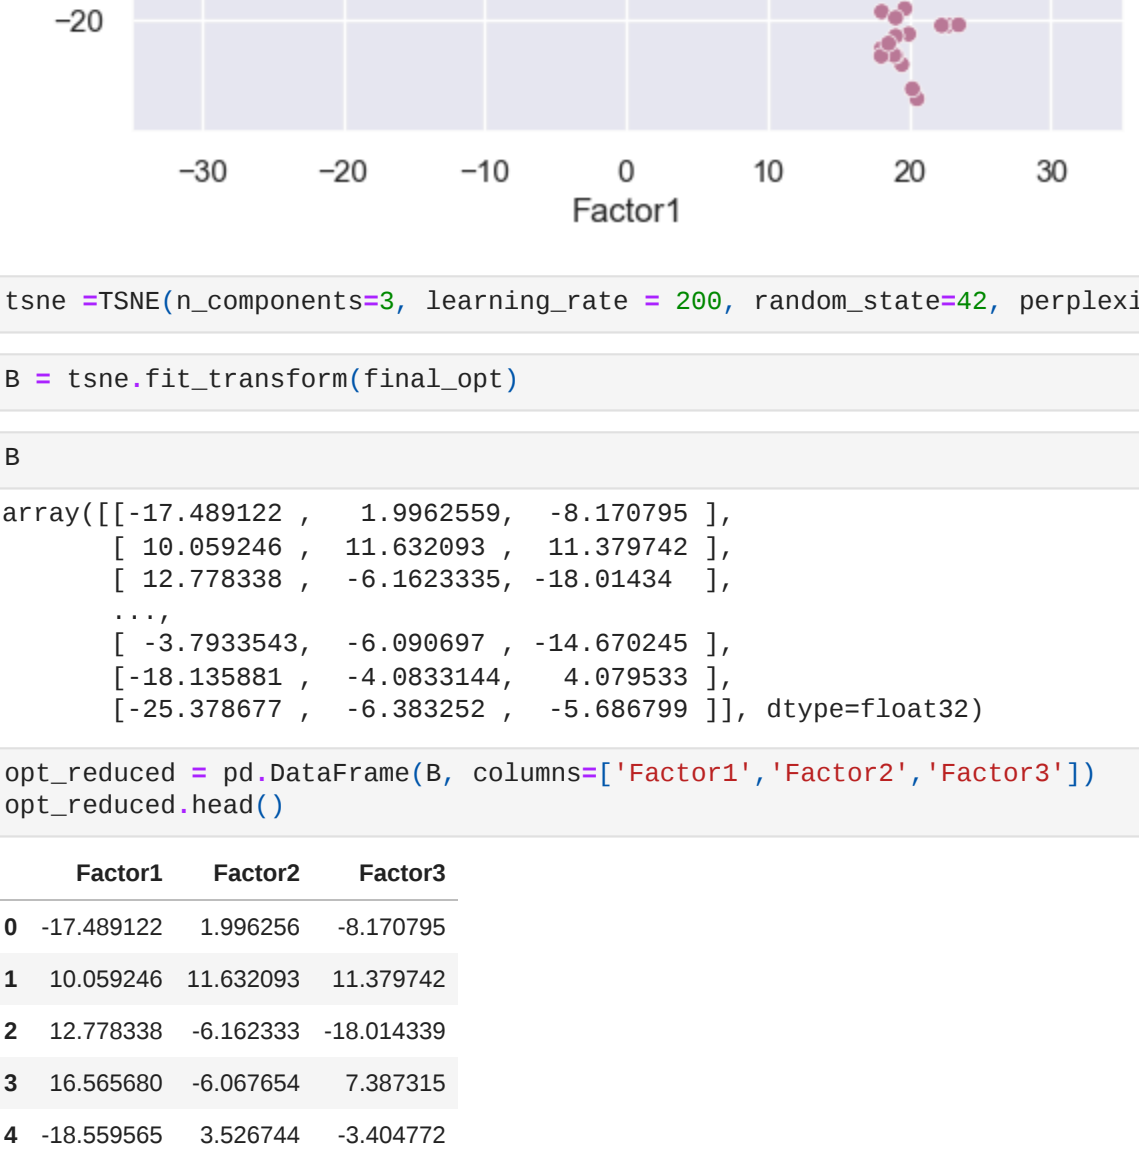 −20
−30 −20 −10 0 10 20 30
Factor1
tsne =TSNE(n_components=3, learning_rate = 200, random_state=42, perplexi
B = tsne.fit_transform(final_opt)
B
array([[-17.489122 ,   1.9962559,  -8.170795 ],
       [ 10.059246 ,  11.632093 ,  11.379742 ],
       [ 12.778338 ,  -6.1623335, -18.01434  ],
       ...,
       [ -3.7933543,  -6.090697 , -14.670245 ],
       [-18.135881 ,  -4.0833144,   4.079533 ],
       [-25.378677 ,  -6.383252 ,  -5.686799 ]], dtype=float32)
opt_reduced = pd.DataFrame(B, columns=['Factor1','Factor2','Factor3'])
opt_reduced.head()
Factor1 Factor2 Factor3
0 -17.489122 1.996256 -8.170795
1 10.059246 11.632093 11.379742
2 12.778338 -6.162333 -18.014339
3 16.565680 -6.067654 7.387315
4 -18.559565 3.526744 -3.404772